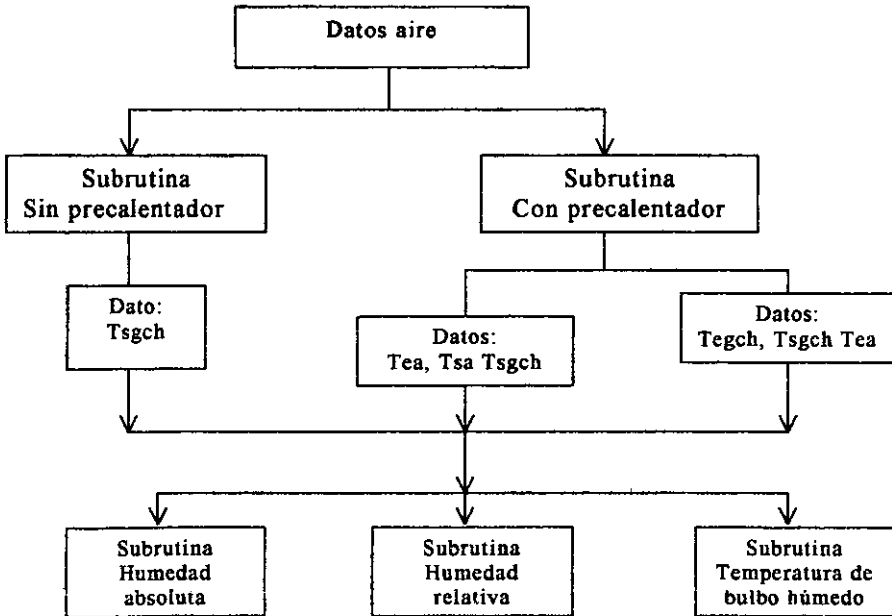 Datos aire
Subrutina
Sin precalentador
Subrutina
Con precalentador
Dato:
Tsgch
Datos:
Tea, Tsa Tsgch
Datos:
Tegch, Tsgch Tea
Subrutina
Humedad
absoluta
Subrutina
Humedad
relativa
Subrutina
Temperatura de
bulbo húmedo